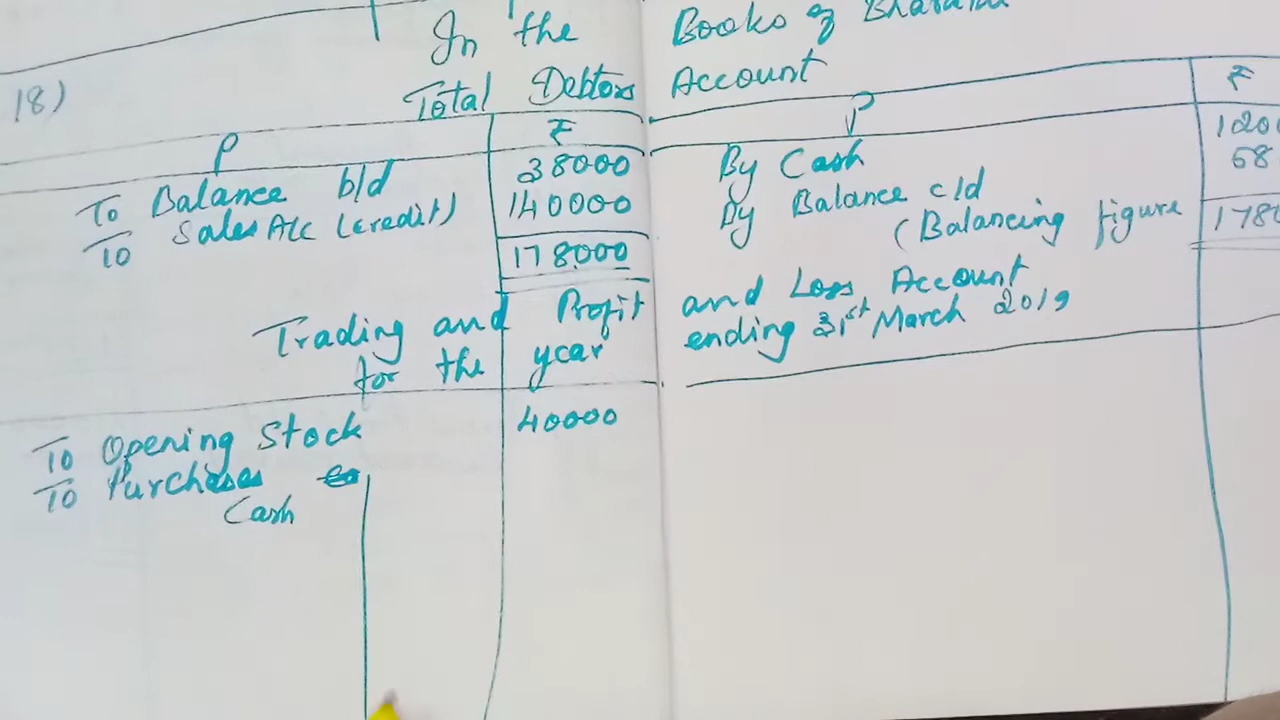 In the Books of
18)
Total Debtors Account
P ₹ P ₹
To Balance b/d 38000 By Cash
To Sales A/c (credit) 140000 By Balance c/d
178000 (Balancing figure
Trading and Profit and Loss Account
for the year ending 31st March 2019
To Opening Stock 40000
To Purchases
Cash